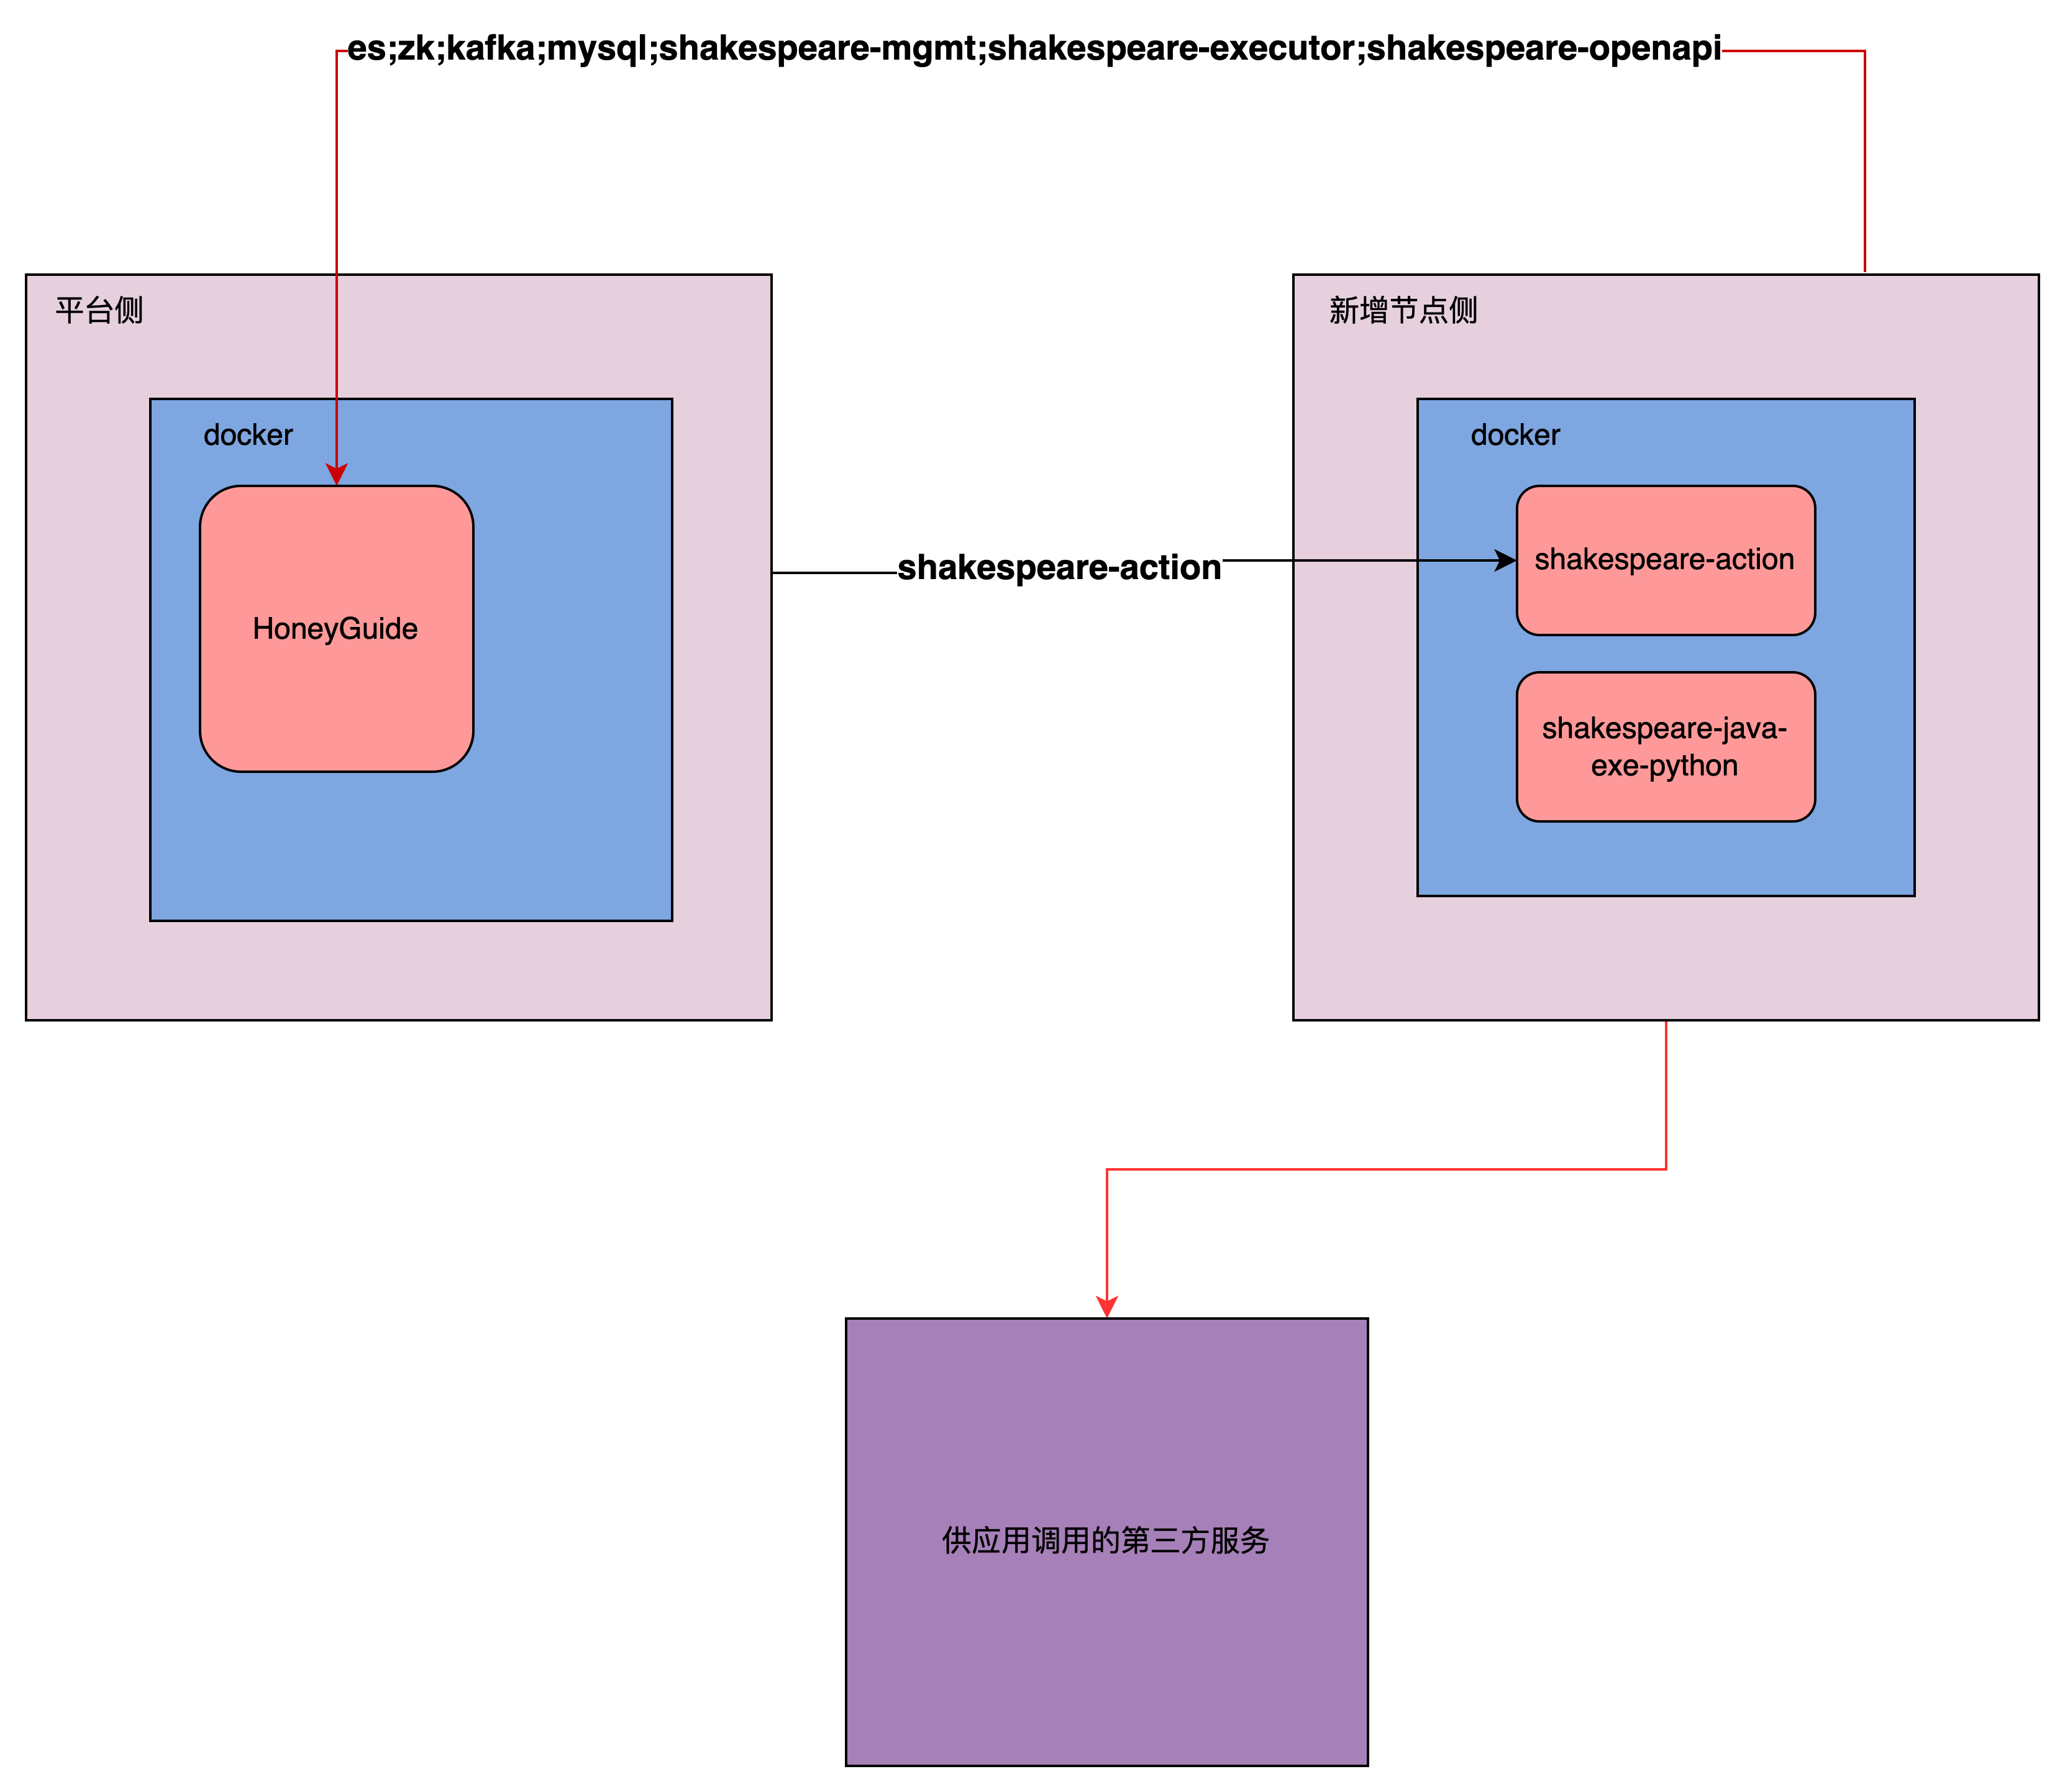 es;zk;kafka;mysql;shakespeare-mgmt;shakespeare-executor;shakespeare-openapi
平台侧
新增节点侧
docker
docker
HoneyGuide
shakespeare-action
shakespeare-action
shakespeare-java-
exe-python
供应用调用的第三方服务